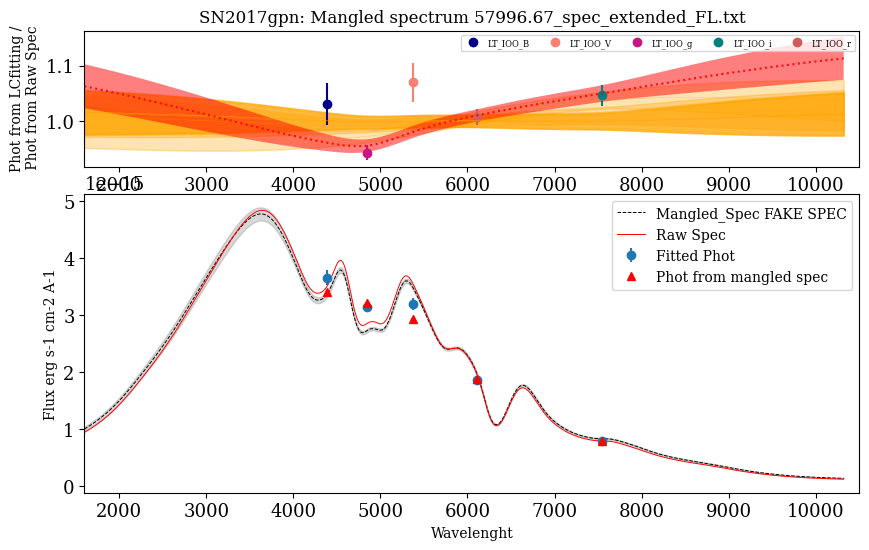 SN2017gpn: Mangled spectrum 57996.67_spec_extended_FL.txt
Phot from LCfitting /
Phot from Raw Spec
LT_IOO_B LT_IOO_V LT_IOO_g LT_IOO_i LT_IOO_r
1.1
1.0
2000 3000 4000 5000 6000 7000 8000 9000 10000
1e−15
Flux erg s-1 cm-2 A-1
5
4
3
2
1
0
Mangled_Spec FAKE SPEC
Raw Spec
Fitted Phot
Phot from mangled spec
2000 3000 4000 5000 6000 7000 8000 9000 10000
Wavelenght